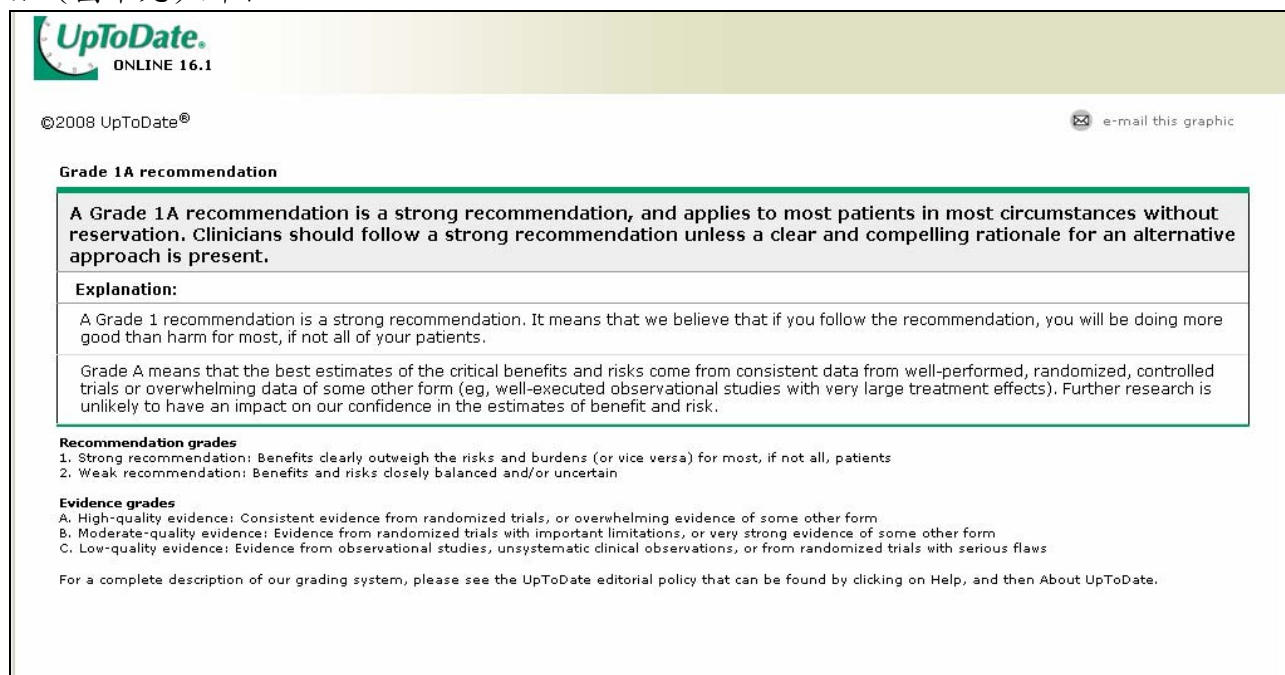 UpToDate.
ONLINE 16.1
©2008 UpToDate®
e-mail this graphic
Grade 1A recommendation
A Grade 1A recommendation is a strong recommendation, and applies to most patients in most circumstances without
reservation. Clinicians should follow a strong recommendation unless a clear and compelling rationale for an alternative
approach is present.
Explanation:
A Grade 1 recommendation is a strong recommendation. It means that we believe that if you follow the recommendation, you will be doing more
good than harm for most, if not all of your patients.
Grade A means that the best estimates of the critical benefits and risks come from consistent data from well-performed, randomized, controlled
trials or overwhelming data of some other form (eg, well-executed observational studies with very large treatment effects). Further research is
unlikely to have an impact on our confidence in the estimates of benefit and risk.
Recommendation grades
1. Strong recommendation: Benefits clearly outweigh the risks and burdens (or vice versa) for most, if not all, patients
2. Weak recommendation: Benefits and risks closely balanced and/or uncertain
Evidence grades
A. High-quality evidence: Consistent evidence from randomized trials, or overwhelming evidence of some other form
B. Moderate-quality evidence: Evidence from randomized trials with important limitations, or very strong evidence of some other form
C. Low-quality evidence: Evidence from observational studies, unsystematic clinical observations, or from randomized trials with serious flaws
For a complete description of our grading system, please see the UpToDate editorial policy that can be found by clicking on Help, and then About UpToDate.